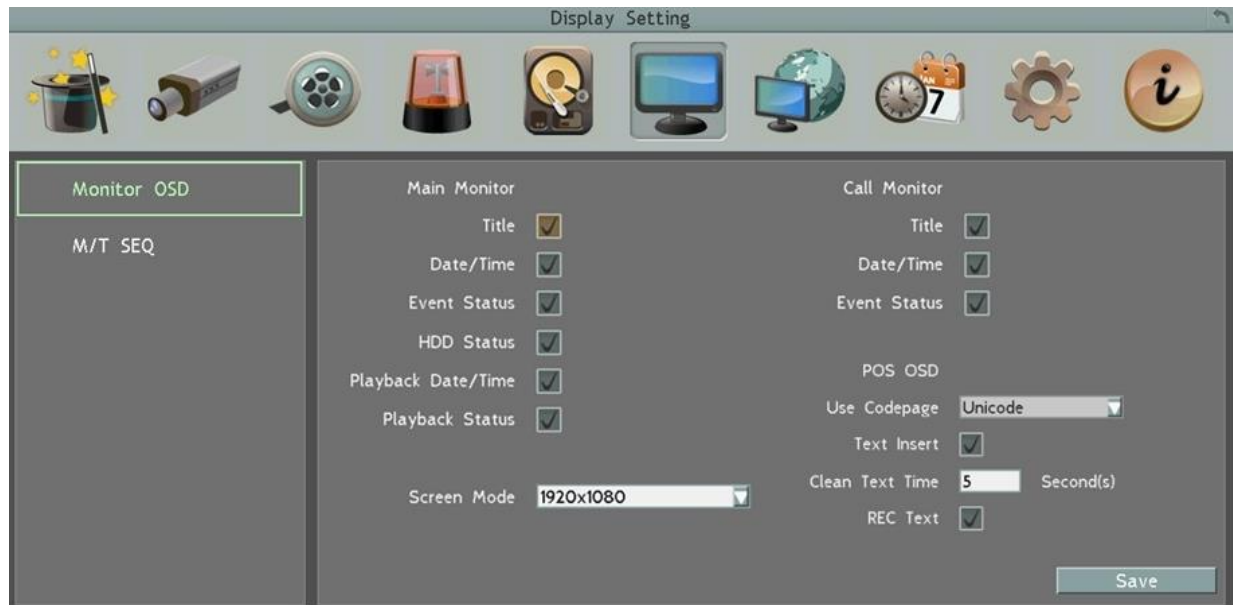 Display Setting
JAN
7
i
Monitor OSD
M/T SEQ
Main Monitor
Title
Date/Time
Event Status
HDD Status
Playback Date/Time
Playback Status
Screen Mode 1920x1080
Call Monitor
Title
Date/Time
Event Status
POS OSD
Use Codepage Unicode
Text Insert
Clean Text Time 5 Second(s)
REC Text
Save